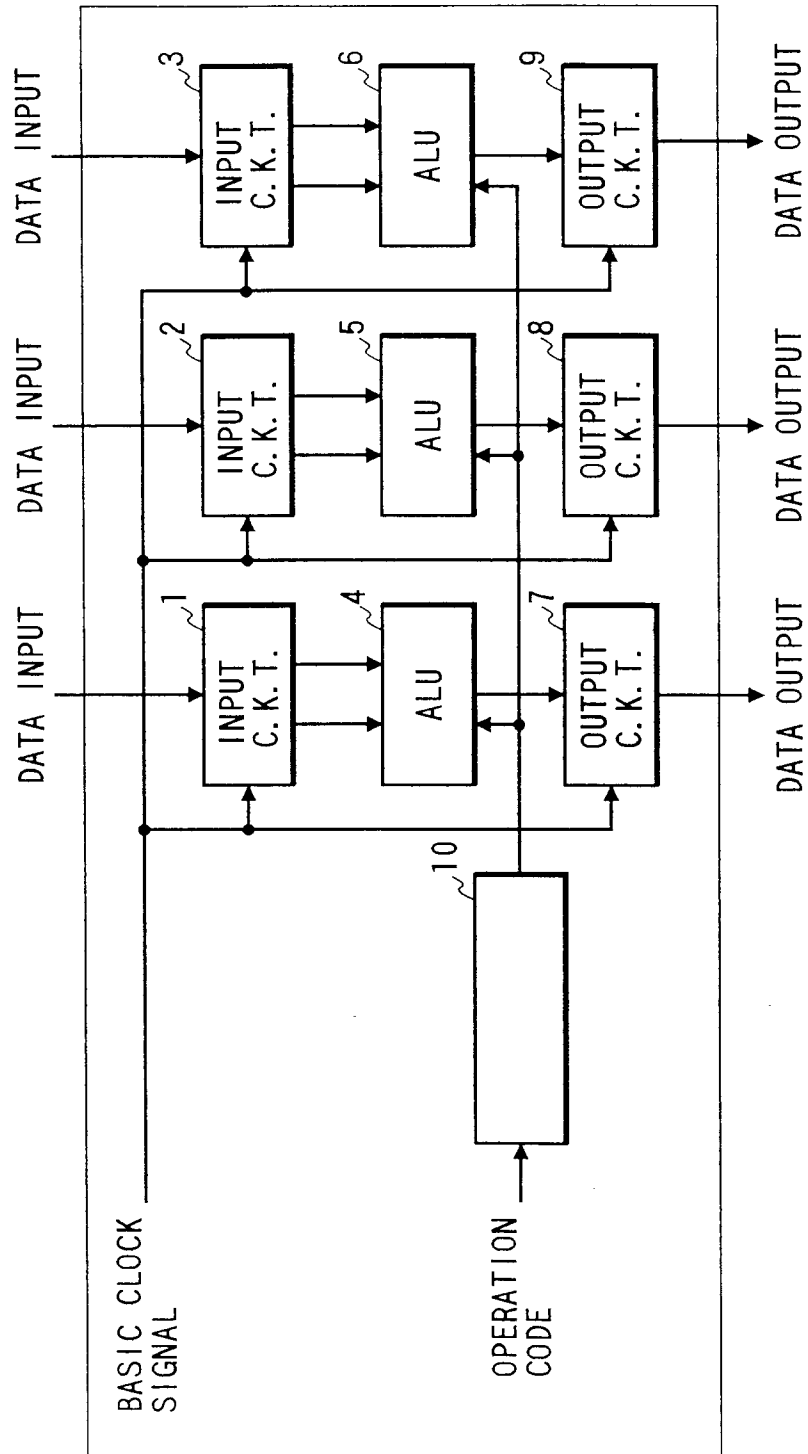 DATA INPUT
DATA INPUT
DATA INPUT
BASIC CLOCK
SIGNAL
1
INPUT
C. K. T.
2
INPUT
C. K. T.
3
INPUT
C. K. T.
4
ALU
5
ALU
6
ALU
10
OPERATION
CODE
7
OUTPUT
C. K. T.
8
OUTPUT
C. K. T.
9
OUTPUT
C. K. T.
DATA OUTPUT
DATA OUTPUT
DATA OUTPUT